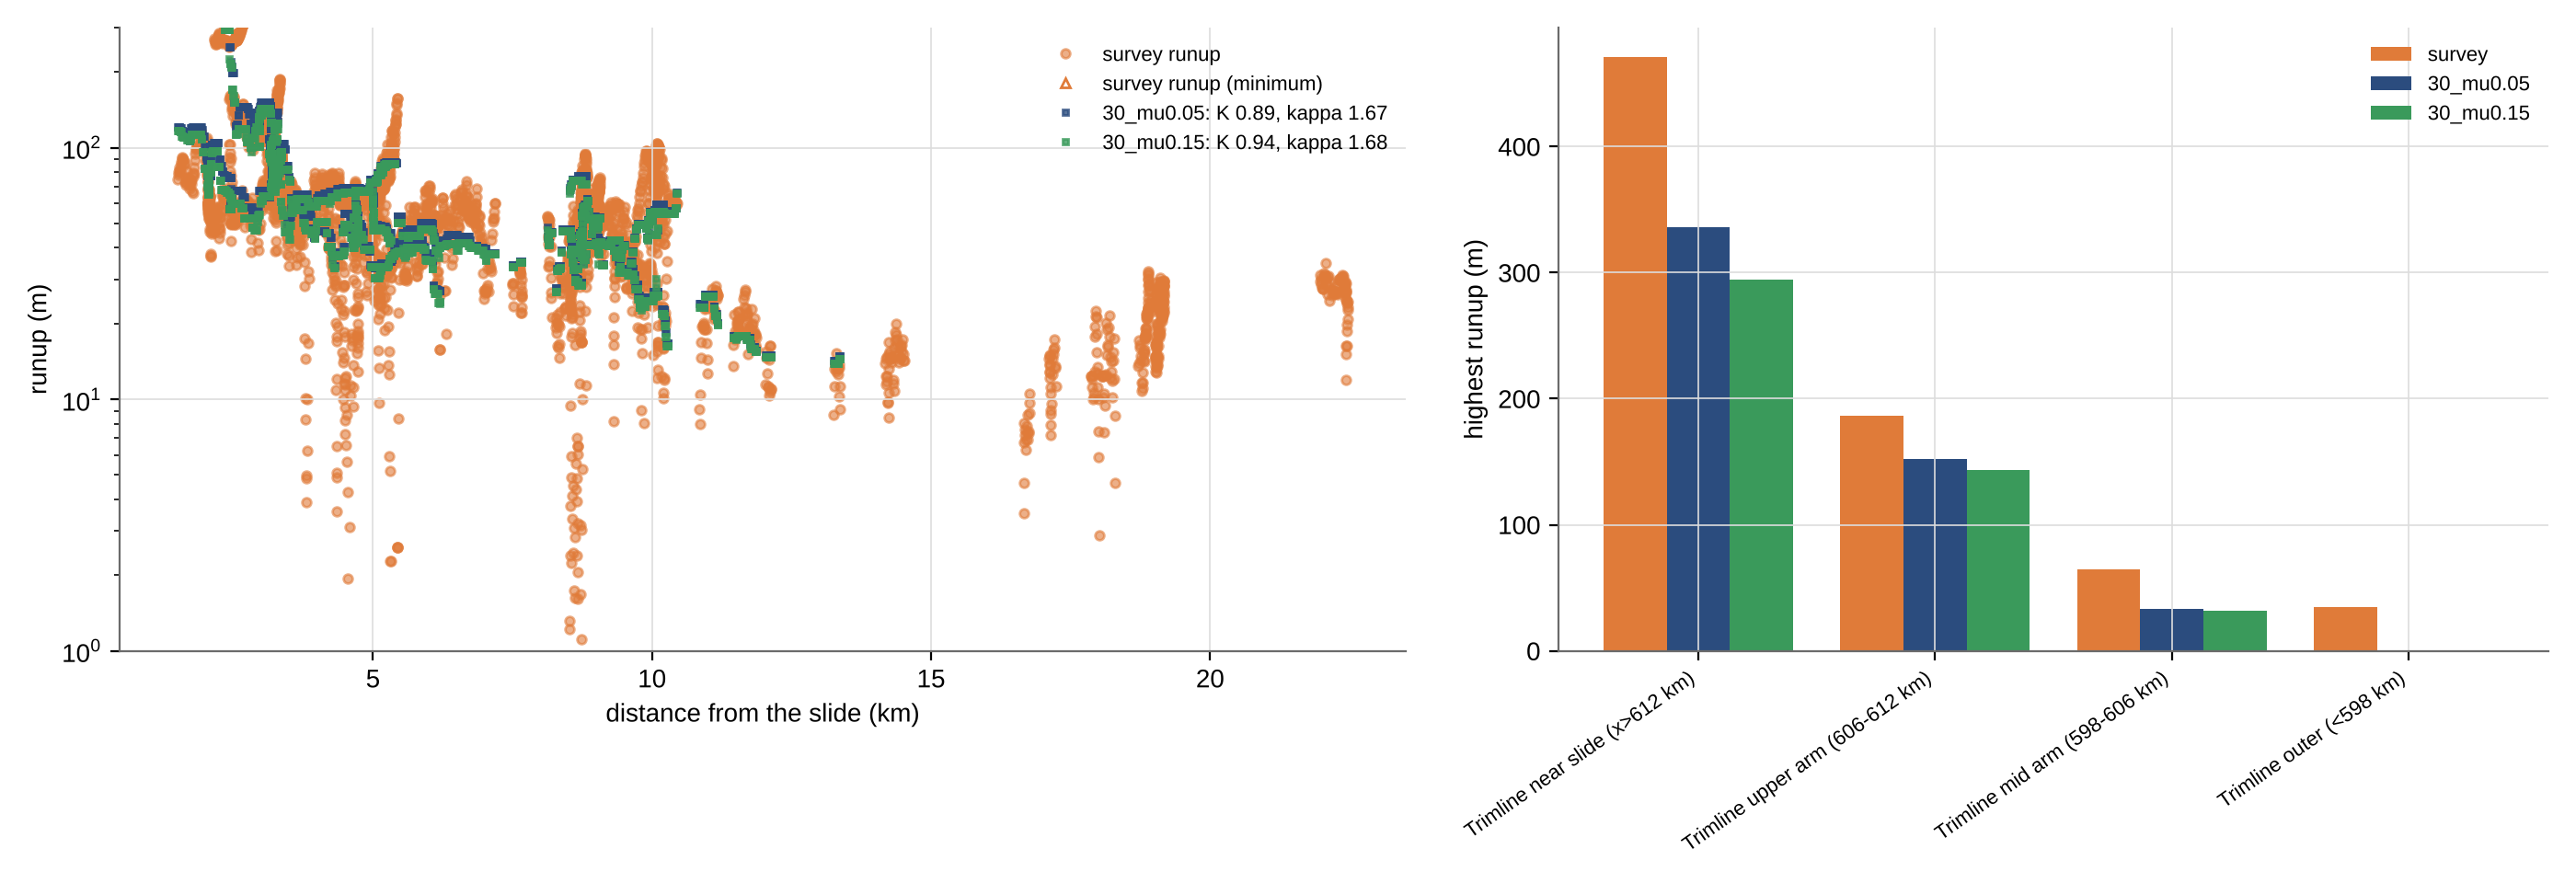 10²
10¹
10⁰
runup (m)
5
10
15
20
distance from the slide (km)
survey runup
survey runup (minimum)
30_mu0.05: K 0.89, kappa 1.67
30_mu0.15: K 0.94, kappa 1.68
400
300
200
100
0
highest runup (m)
survey
30_mu0.05
30_mu0.15
Trimline near slide (x>612 km)
Trimline upper arm (606-612 km)
Trimline mid arm (598-606 km)
Trimline outer (<598 km)